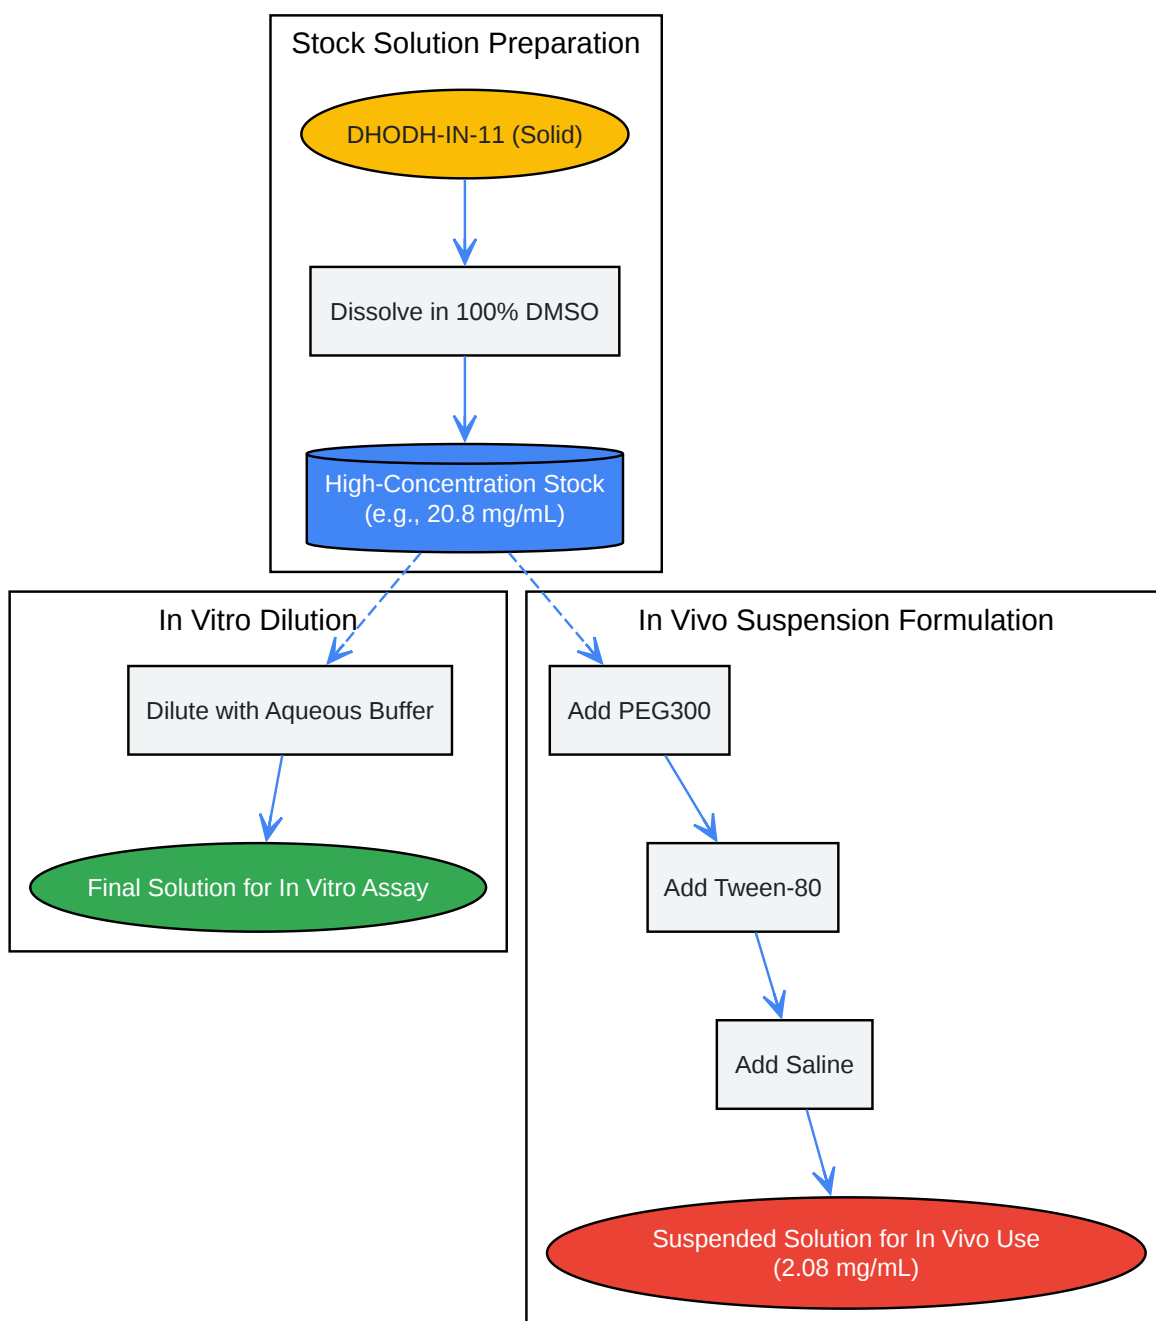 Stock Solution Preparation
DHODH-IN-11 (Solid)
Dissolve in 100% DMSO
High-Concentration Stock
(e.g., 20.8 mg/mL)
In Vitro Dilution
Dilute with Aqueous Buffer
Final Solution for In Vitro Assay
In Vivo Suspension Formulation
Add PEG300
Add Tween-80
Add Saline
Suspended Solution for In Vivo Use
(2.08 mg/mL)